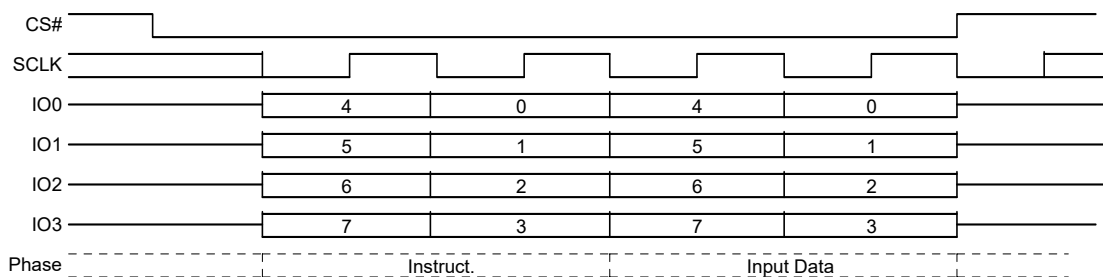 CS#
SCLK
IO0 4 0 4 0
IO1 5 1 5 1
IO2 6 2 6 2
IO3 7 3 7 3
Phase Instruct. Input Data